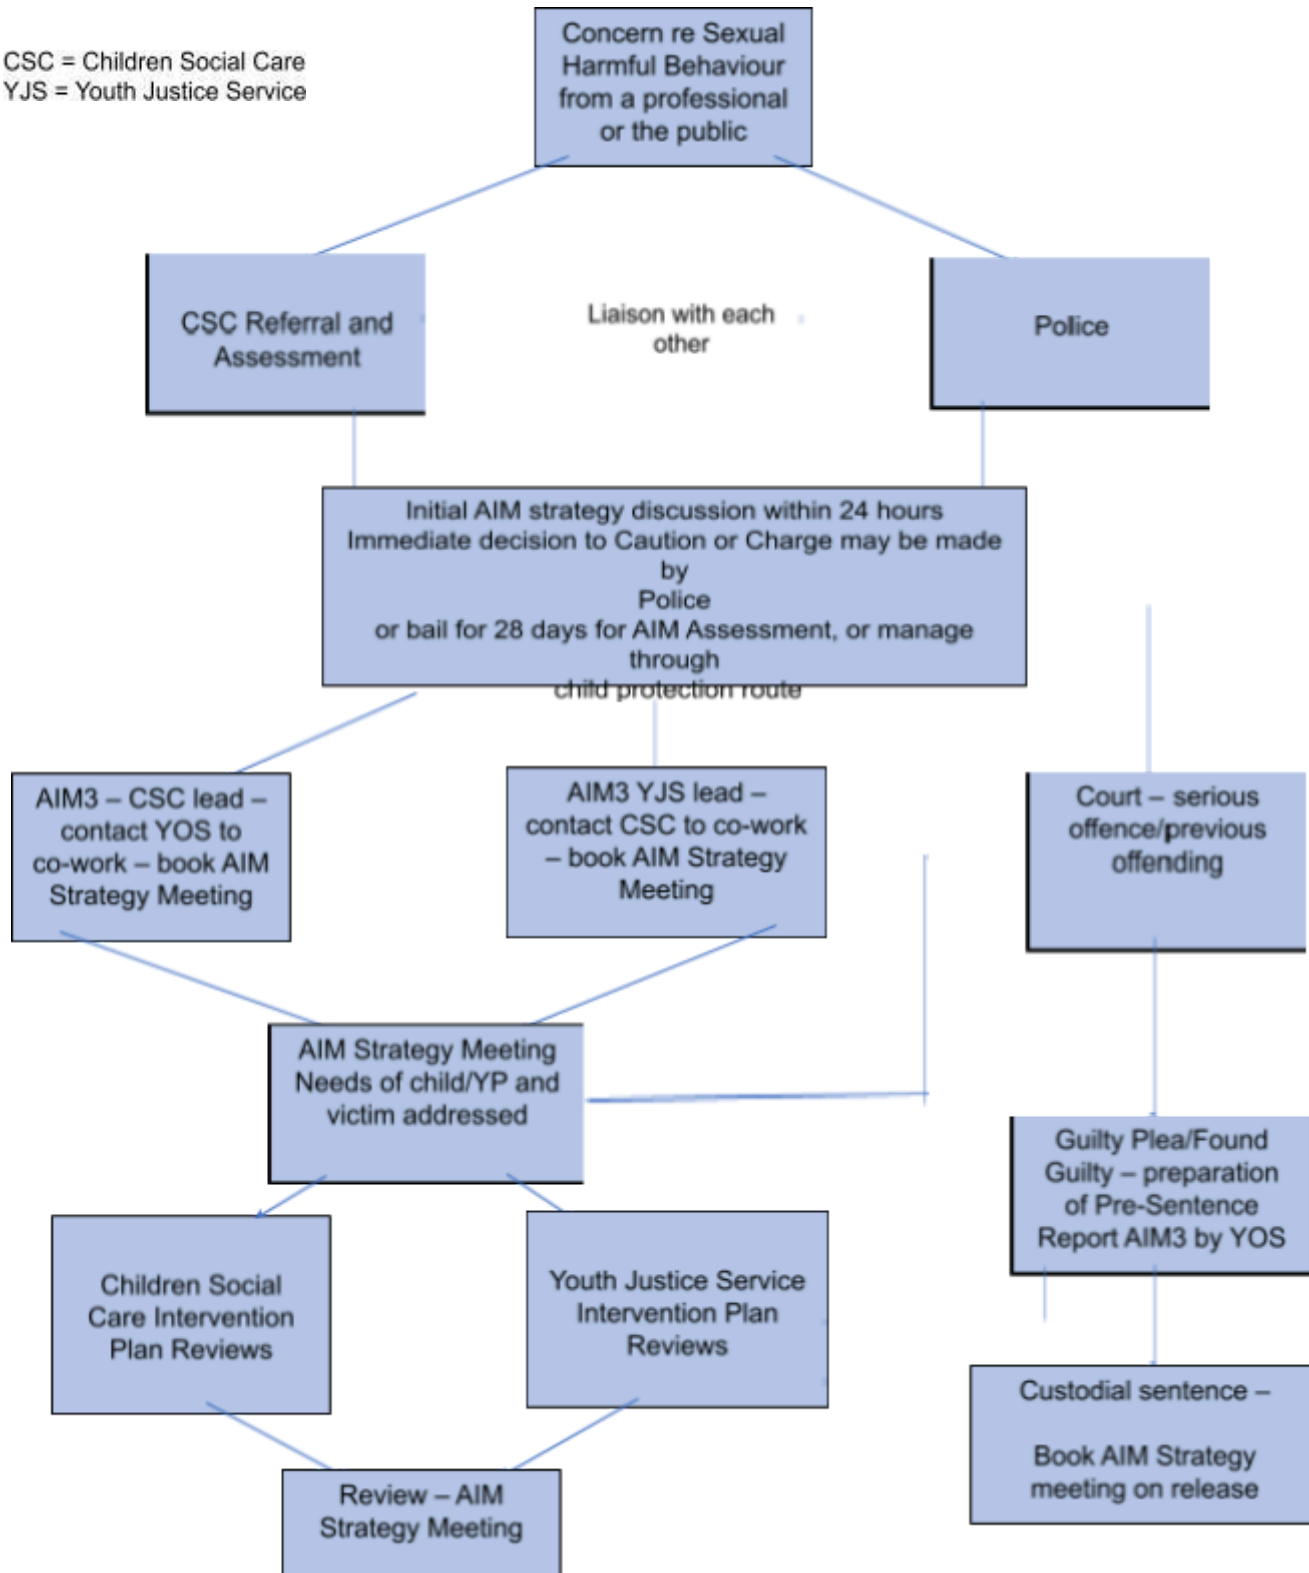 CSC = Children Social Care
YJS = Youth Justice Service
Concern re Sexual
Harmful Behaviour
from a professional
or the public
CSC Referral and
Assessment
Liaison with each
other
Police
Initial AIM strategy discussion within 24 hours
Immediate decision to Caution or Charge may be made
by
Police
or bail for 28 days for AIM Assessment, or manage
through
child protection route
AIM3 – CSC lead –
contact YOS to
co-work – book AIM
Strategy Meeting
AIM3 YJS lead –
contact CSC to co-work
– book AIM Strategy
Meeting
Court – serious
offence/previous
offending
AIM Strategy Meeting
Needs of child/YP and
victim addressed
Guilty Plea/Found
Guilty – preparation
of Pre-Sentence
Report AIM3 by YOS
Children Social
Care Intervention
Plan Reviews
Youth Justice Service
Intervention Plan
Reviews
Custodial sentence –
Book AIM Strategy
meeting on release
Review – AIM
Strategy Meeting